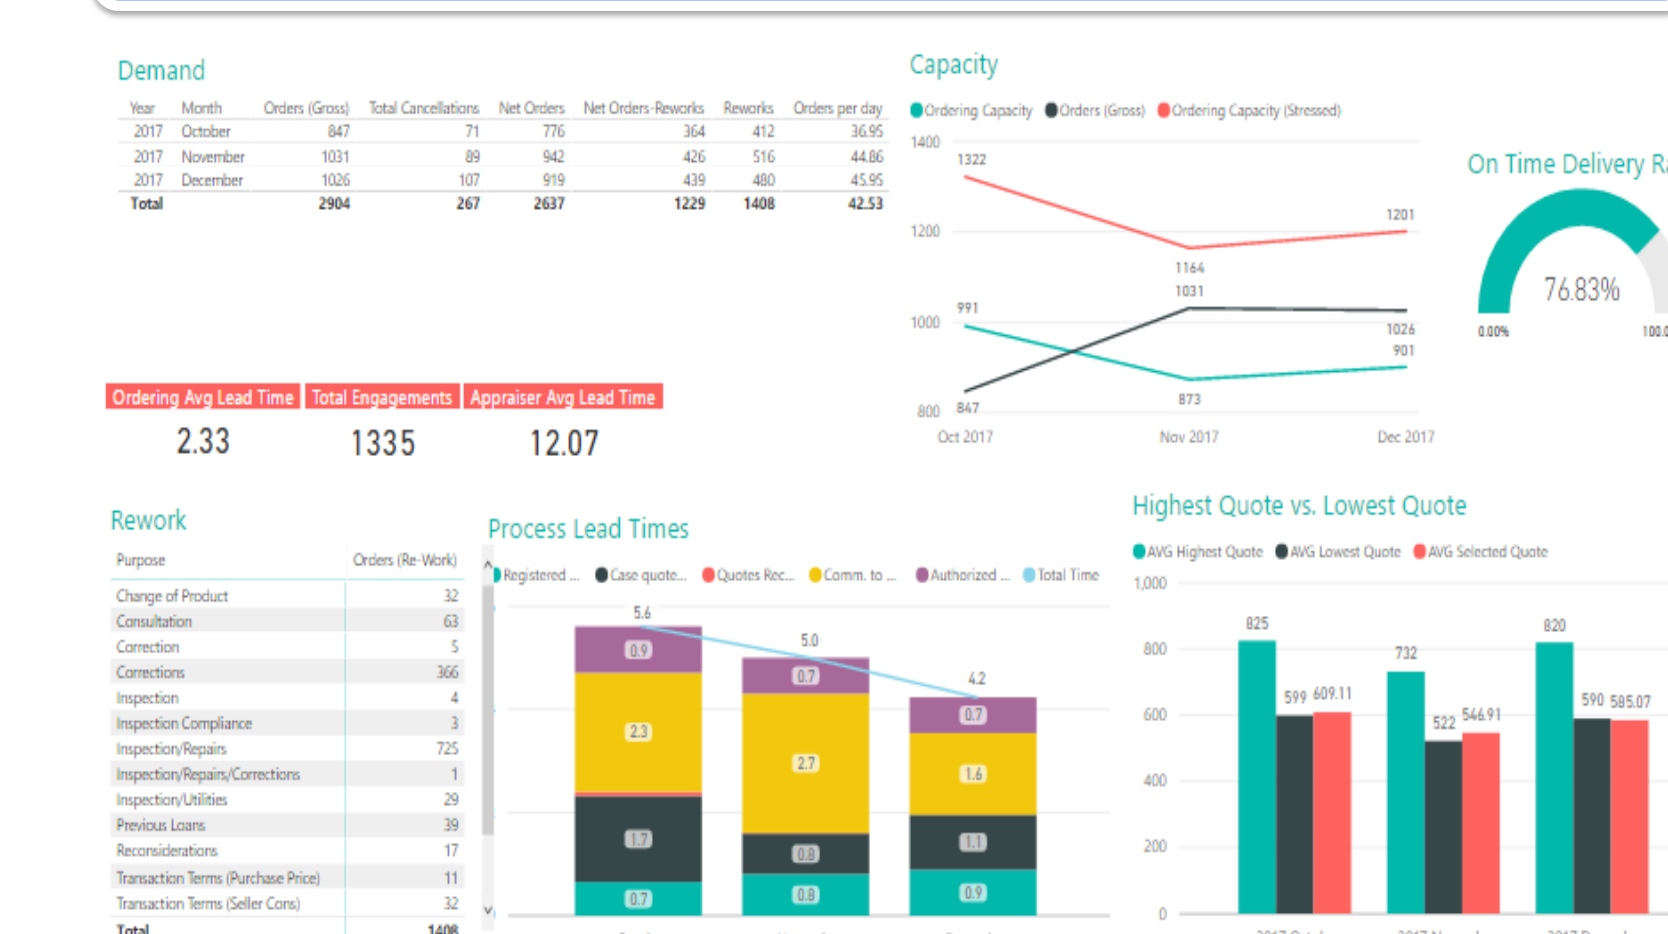 Demand
Year Month Orders (Gross) Total Cancellations Net Orders Net Orders-Reworks Reworks Orders per day
2017 October 847 71 776 364 412 36.95
2017 November 1031 89 942 426 516 44.86
2017 December 1026 107 919 439 480 45.95
Total 2904 267 2637 1229 1408 42.53
Capacity
Ordering Capacity Orders (Gross) Ordering Capacity (Stressed)
1400
1322
1200
1201
1164
1031
991
1000
1026
901
873
847
800
Oct 2017 Nov 2017 Dec 2017
On Time Delivery
76.83%
0.00%
Ordering Avg Lead Time Total Engagements Appraiser Avg Lead Time
2.33 1335 12.07
Rework
Purpose Orders (Re-Work)
Change of Product 32
Consultation 63
Correction 5
Corrections 366
Inspection 4
Inspection Compliance 3
Inspection/Repairs 725
Inspection/Repairs/Corrections 1
Inspection/Utilities 29
Previous Loans 39
Reconsiderations 17
Transaction Terms (Purchase Price) 11
Transaction Terms (Seller Cons) 32
Total 1408
Process Lead Times
Registered ... Case quote... Quotes Rec... Comm. to ... Authorized ... Total Time
5.6
5.0
4.2
0.9
0.7
0.7
2.3
2.7
1.6
1.7
0.8
1.1
0.7
0.8
0.9
Highest Quote vs. Lowest Quote
AVG Highest Quote AVG Lowest Quote AVG Selected Quote
1,000
800
600
400
200
0
825
599 609.11
732
522 546.91
820
590 585.07